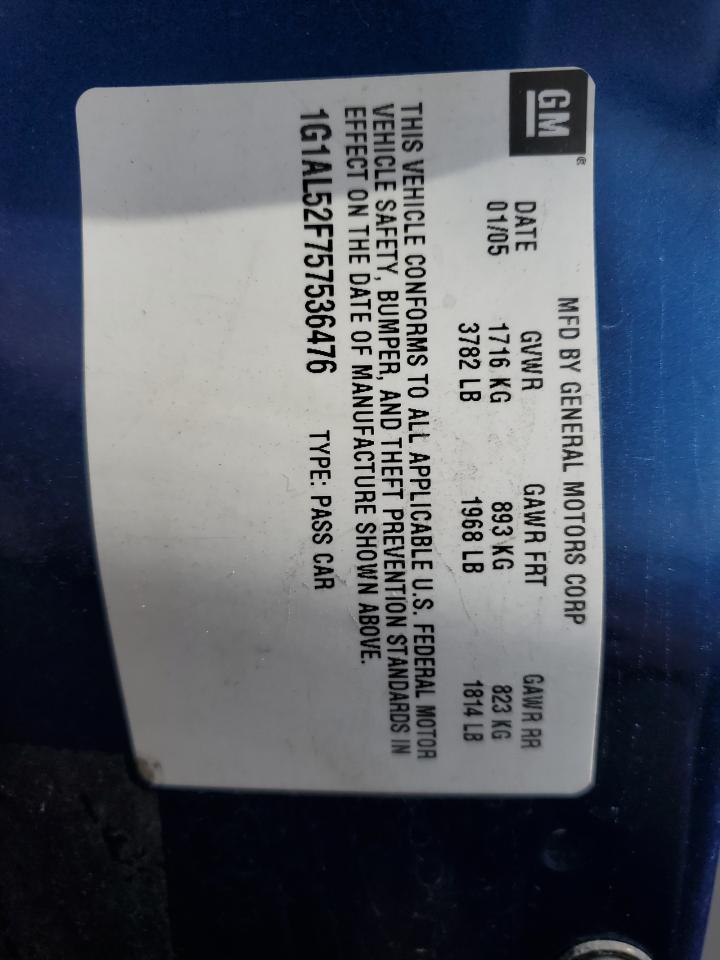 GM®
MFD BY GENERAL MOTORS CORP
DATE GVWR GAWR FRT GAWR RR
01/05 1716 KG 893 KG 823 KG
3782 LB 1968 LB 1814 LB
THIS VEHICLE CONFORMS TO ALL APPLICABLE U.S. FEDERAL MOTOR
VEHICLE SAFETY, BUMPER, AND THEFT PREVENTION STANDARDS IN
EFFECT ON THE DATE OF MANUFACTURE SHOWN ABOVE.
1G1AL52F757536476 TYPE: PASS CAR